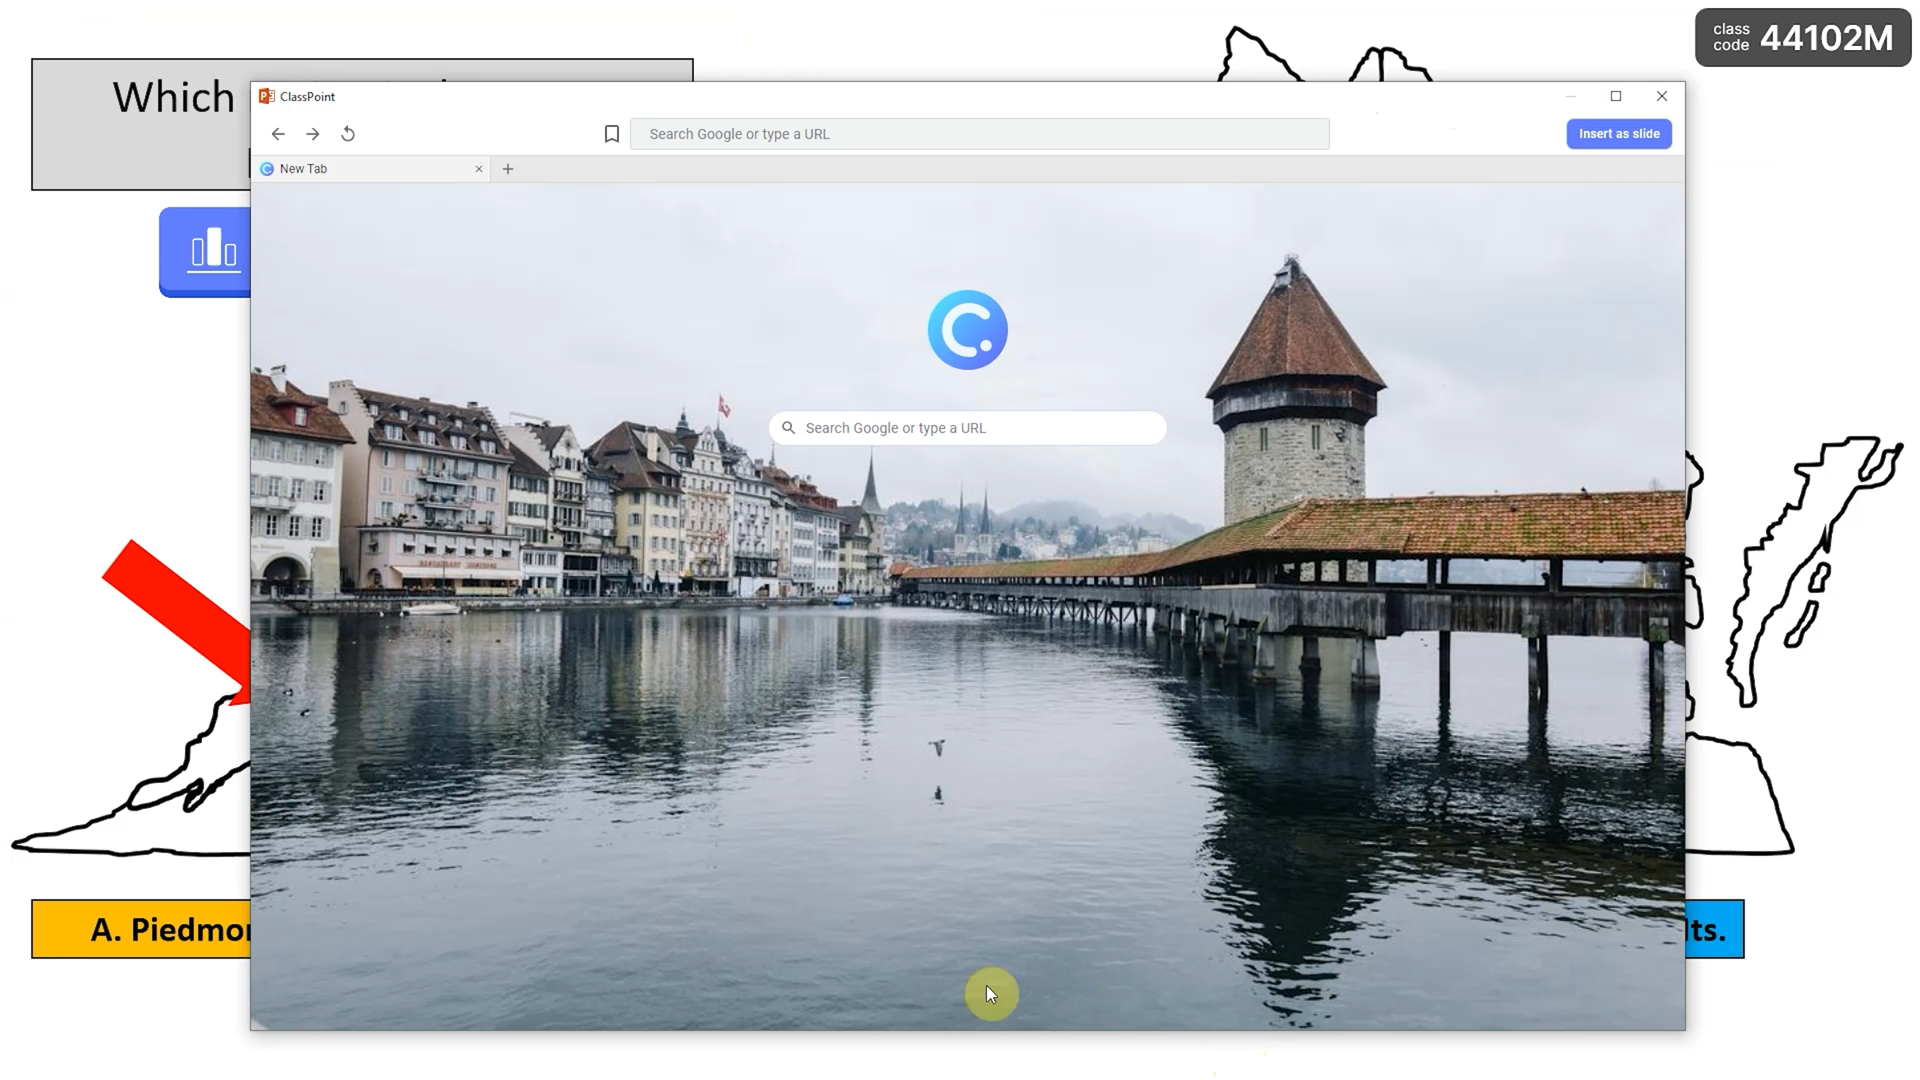 class
code 44102M
Which
ClassPoint
Search Google or type a URL
Insert as slide
New Tab
Search Google or type a URL
A. Piedmo
lts.